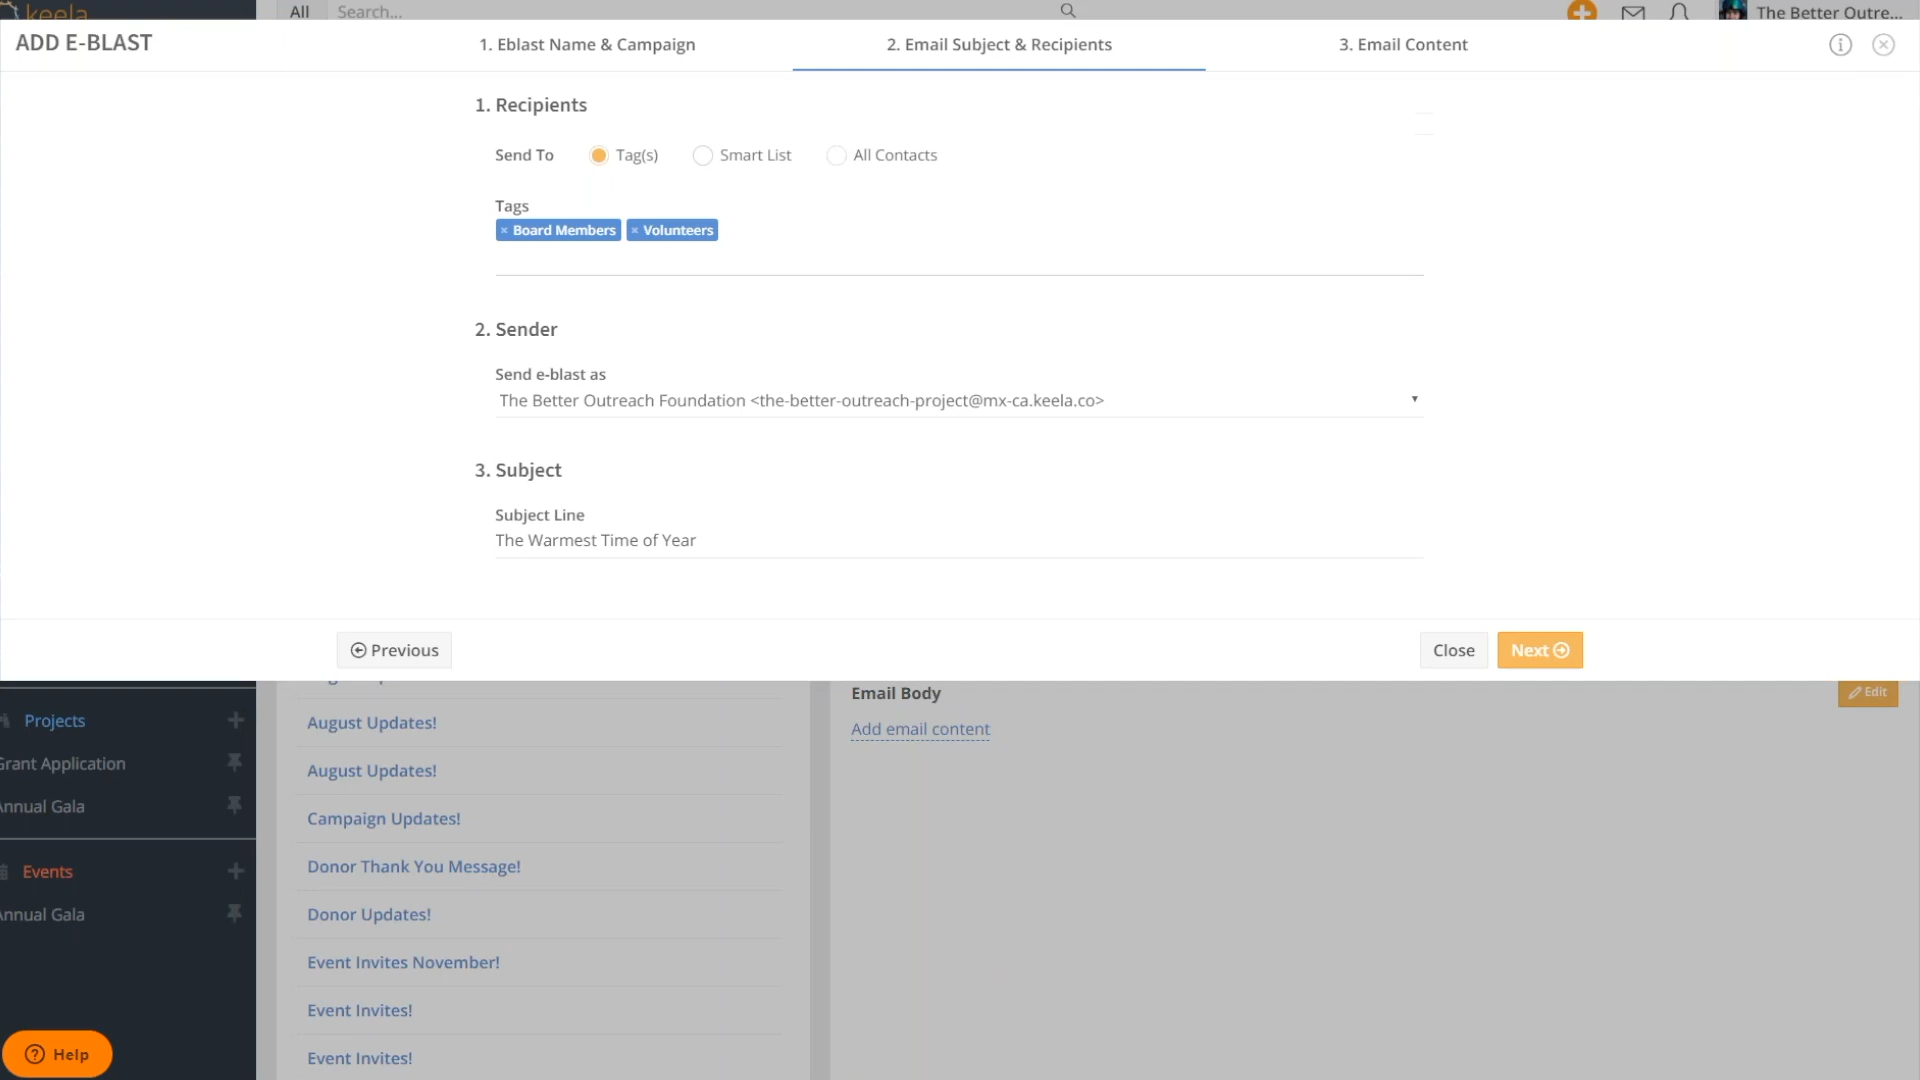 keela
All
Search...
The Better Outre...
ADD E-BLAST
1. Eblast Name & Campaign
2. Email Subject & Recipients
3. Email Content
1. Recipients
Send To
Tag(s)
Smart List
All Contacts
Tags
× Board Members
× Volunteers
2. Sender
Send e-blast as
The Better Outreach Foundation <the-better-outreach-project@mx-ca.keela.co>
3. Subject
Subject Line
The Warmest Time of Year
Previous
Close
Next
Projects
Grant Application
Annual Gala
Events
Annual Gala
Help
August Updates!
August Updates!
Campaign Updates!
Donor Thank You Message!
Donor Updates!
Event Invites November!
Event Invites!
Event Invites!
Email Body
Edit
Add email content